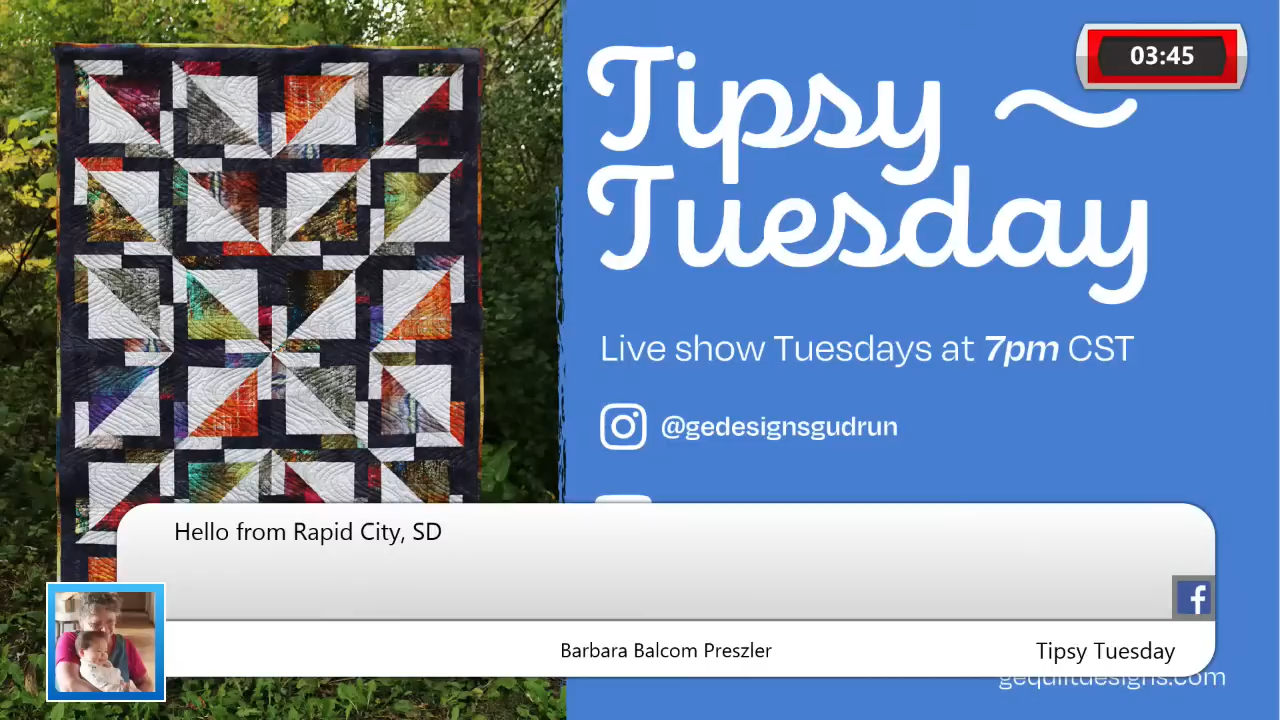 03:45
Tipsy ~
Tuesday
Live show Tuesdays at 7pm CST
@gedesignsgudrun
Hello from Rapid City, SD
Barbara Balcom Preszler
Tipsy Tuesday
gequiltdesigns.com